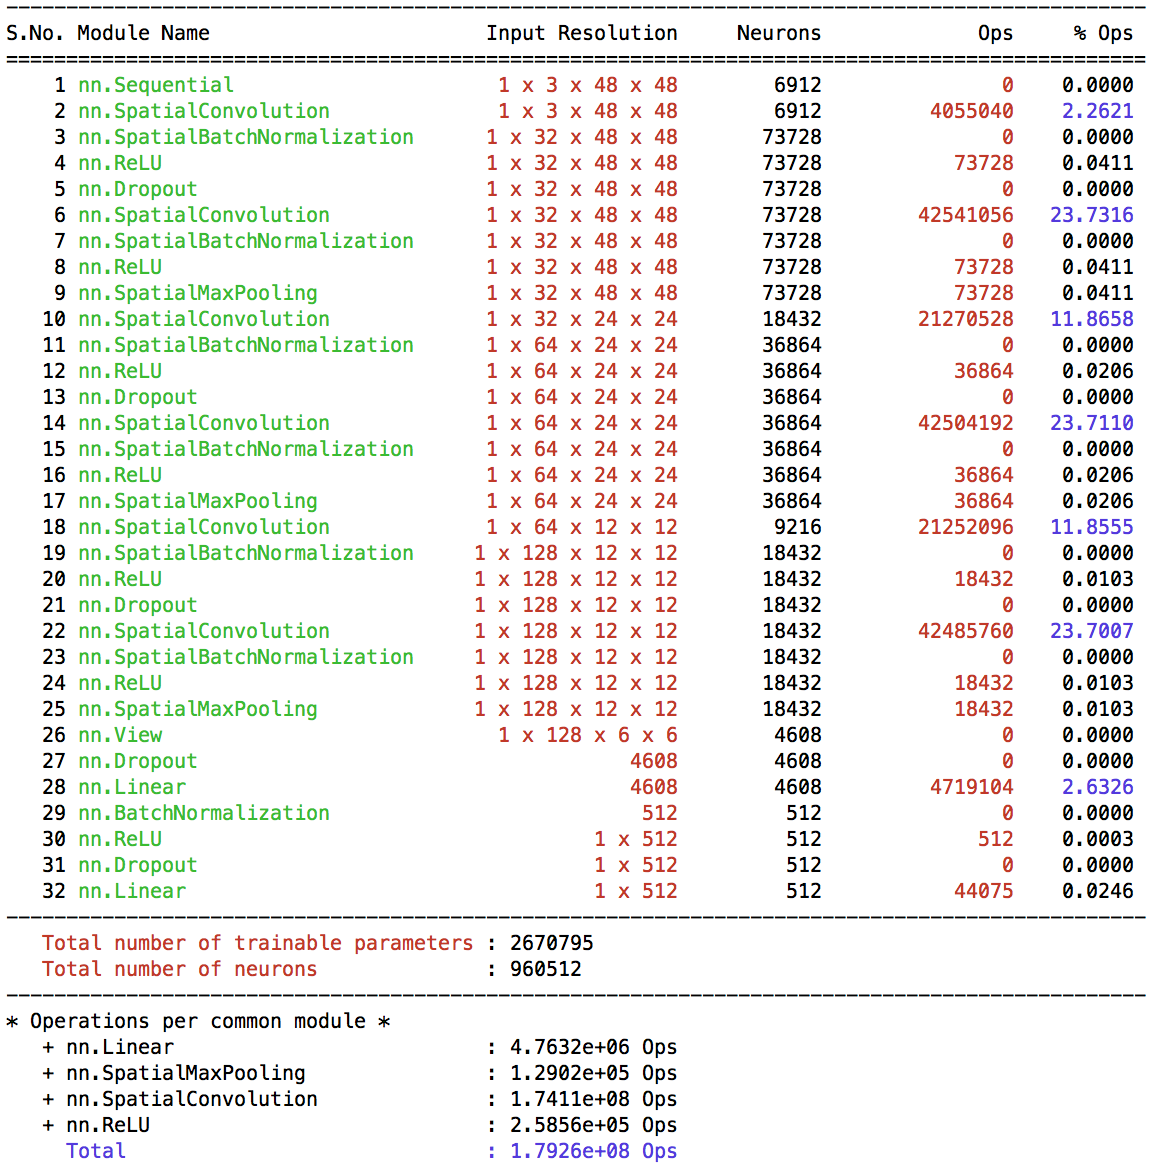 S.No. Module Name Input Resolution Neurons Ops % Ops
1 nn.Sequential 1 x 3 x 48 x 48 6912 0 0.0000
2 nn.SpatialConvolution 1 x 3 x 48 x 48 6912 4055040 2.2621
3 nn.SpatialBatchNormalization 1 x 32 x 48 x 48 73728 0 0.0000
4 nn.ReLU 1 x 32 x 48 x 48 73728 73728 0.0411
5 nn.Dropout 1 x 32 x 48 x 48 73728 0 0.0000
6 nn.SpatialConvolution 1 x 32 x 48 x 48 73728 42541056 23.7316
7 nn.SpatialBatchNormalization 1 x 32 x 48 x 48 73728 0 0.0000
8 nn.ReLU 1 x 32 x 48 x 48 73728 73728 0.0411
9 nn.SpatialMaxPooling 1 x 32 x 48 x 48 73728 73728 0.0411
10 nn.SpatialConvolution 1 x 32 x 24 x 24 18432 21270528 11.8658
11 nn.SpatialBatchNormalization 1 x 64 x 24 x 24 36864 0 0.0000
12 nn.ReLU 1 x 64 x 24 x 24 36864 36864 0.0206
13 nn.Dropout 1 x 64 x 24 x 24 36864 0 0.0000
14 nn.SpatialConvolution 1 x 64 x 24 x 24 36864 42504192 23.7110
15 nn.SpatialBatchNormalization 1 x 64 x 24 x 24 36864 0 0.0000
16 nn.ReLU 1 x 64 x 24 x 24 36864 36864 0.0206
17 nn.SpatialMaxPooling 1 x 64 x 24 x 24 36864 36864 0.0206
18 nn.SpatialConvolution 1 x 64 x 12 x 12 9216 21252096 11.8555
19 nn.SpatialBatchNormalization 1 x 128 x 12 x 12 18432 0 0.0000
20 nn.ReLU 1 x 128 x 12 x 12 18432 18432 0.0103
21 nn.Dropout 1 x 128 x 12 x 12 18432 0 0.0000
22 nn.SpatialConvolution 1 x 128 x 12 x 12 18432 42485760 23.7007
23 nn.SpatialBatchNormalization 1 x 128 x 12 x 12 18432 0 0.0000
24 nn.ReLU 1 x 128 x 12 x 12 18432 18432 0.0103
25 nn.SpatialMaxPooling 1 x 128 x 12 x 12 18432 18432 0.0103
26 nn.View 1 x 128 x 6 x 6 4608 0 0.0000
27 nn.Dropout 4608 4608 0 0.0000
28 nn.Linear 4608 4608 4719104 2.6326
29 nn.BatchNormalization 512 512 0 0.0000
30 nn.ReLU 1 x 512 512 512 0.0003
31 nn.Dropout 1 x 512 512 0 0.0000
32 nn.Linear 1 x 512 512 44075 0.0246
Total number of trainable parameters : 2670795
Total number of neurons : 960512
* Operations per common module *
+ nn.Linear : 4.7632e+06 Ops
+ nn.SpatialMaxPooling : 1.2902e+05 Ops
+ nn.SpatialConvolution : 1.7411e+08 Ops
+ nn.ReLU : 2.5856e+05 Ops
Total : 1.7926e+08 Ops